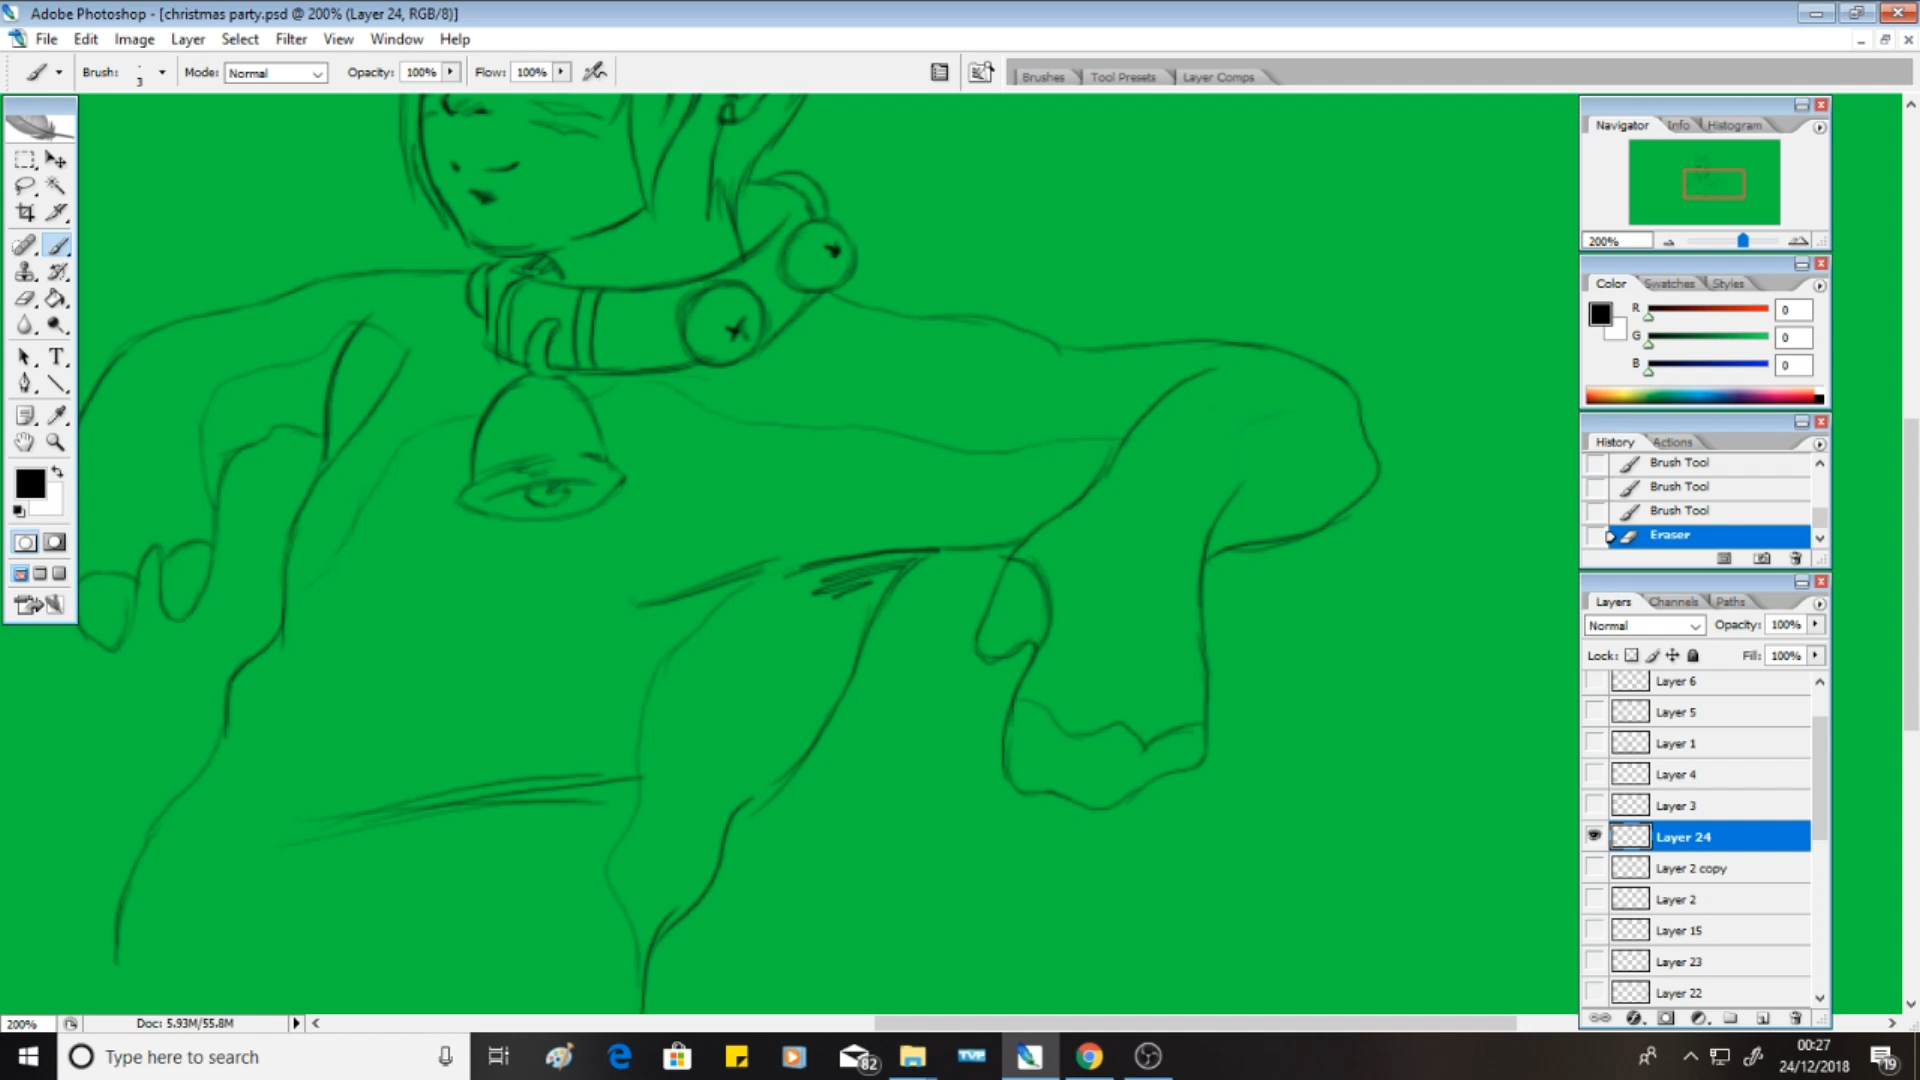 Adobe Photoshop - [christmas party.psd @ 200% (Layer 24, RGB/8)]
File Edit Image Layer Select Filter View Window Help
Brush: 3 Mode: Normal Opacity: 100% Flow: 100% Brushes Tool Presets Layer Comps
Navigator Info Histogram
200%
Color Swatches Styles
R 0
G 0
B 0
History Actions
Brush Tool
Brush Tool
Brush Tool
Eraser
Layers Channels Paths
Normal Opacity: 100%
Lock: Fill: 100%
Layer 6
Layer 5
Layer 1
Layer 4
Layer 3
Layer 24
Layer 2 copy
Layer 2
Layer 15
Layer 23
Layer 22
200% Doc: 5.93M/55.8M
Type here to search 82 TVP 00:27
24/12/2018 19